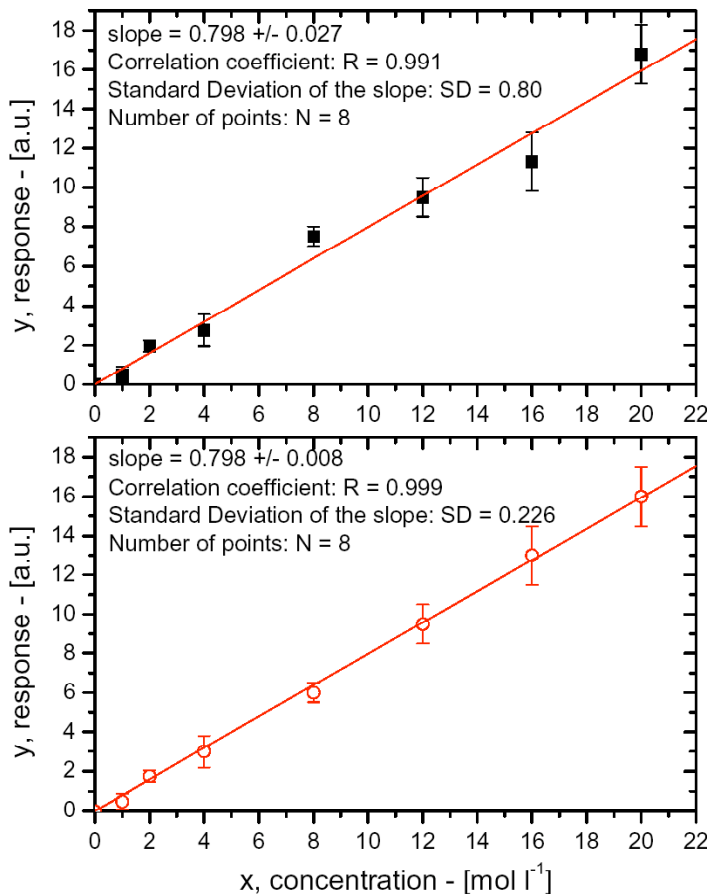 slope = 0.798 +/- 0.027
Correlation coefficient: R = 0.991
Standard Deviation of the slope: SD = 0.80
Number of points: N = 8
y, response - [a.u.]
18
16
14
12
10
8
6
4
2
0
0 2 4 6 8 10 12 14 16 18 20 22
slope = 0.798 +/- 0.008
Correlation coefficient: R = 0.999
Standard Deviation of the slope: SD = 0.226
Number of points: N = 8
y, response - [a.u.]
18
16
14
12
10
8
6
4
2
0
0 2 4 6 8 10 12 14 16 18 20 22
x, concentration - [mol l⁻¹]